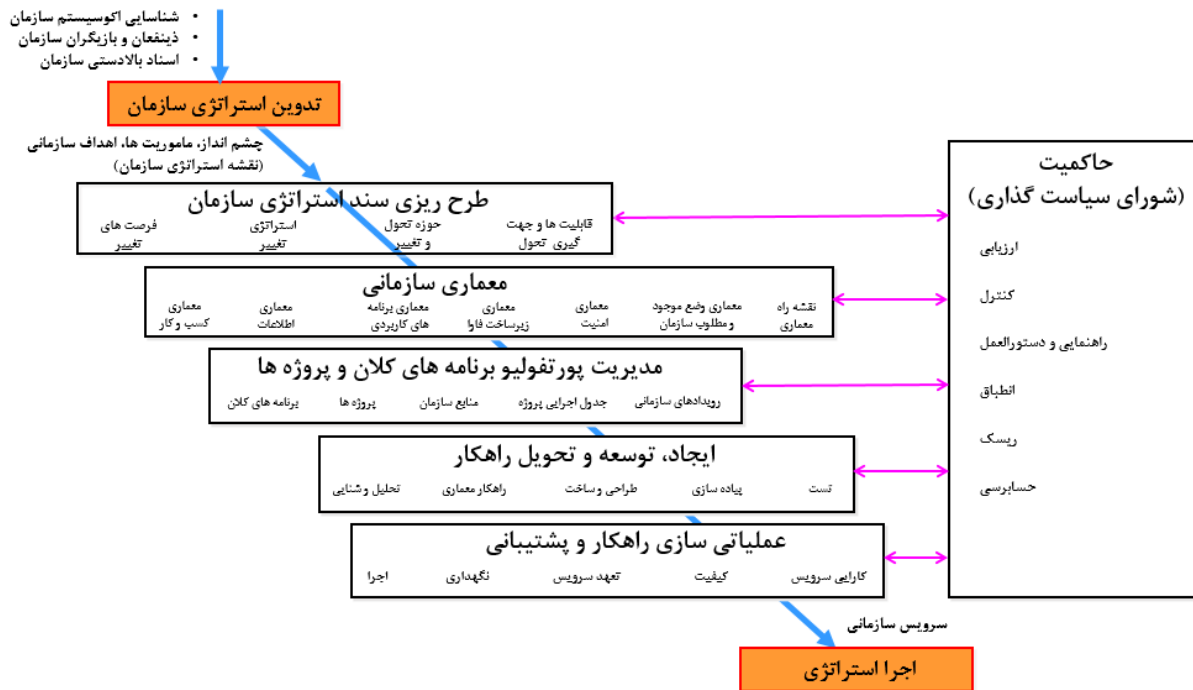 • شناسایی اکوسیستم سازمان
• ذینفعان و بازیگران سازمان
• اسناد بالادستی سازمان
تدوین استراتژی سازمان
چشم انداز، ماموریت ها، اهداف سازمانی
(نقشه استراتژی سازمان)
طرح ریزی سند استراتژی سازمان
قابلیت ها و جهت
گیری تحول
حوزه تحول
و تغییر
استراتژی
تغییر
فرصت های
تغییر
معماری سازمانی
نقشه راه
معماری
معماری وضع موجود
و مطلوب سازمان
معماری
امنیت
معماری
زیرساخت فاوا
معماری برنامه
های کاربردی
معماری
اطلاعات
معماری
کسب و کار
مدیریت پورتفولیو برنامه های کلان و پروژه ها
رویدادهای سازمانی
جدول اجرایی پروژه
منابع سازمان
پروژه ها
برنامه های کلان
ایجاد، توسعه و تحویل راهکار
تست
پیاده سازی
طراحی و ساخت
راهکار معماری
تحلیل و شنایی
عملیاتی سازی راهکار و پشتیبانی
کارایی سرویس
کیفیت
تعهد سرویس
نگهداری
اجرا
سرویس سازمانی
اجرا استراتژی
حاکمیت
(شورای سیاست گذاری)
ارزیابی
کنترل
راهنمایی و دستورالعمل
انطباق
ریسک
حسابرسی